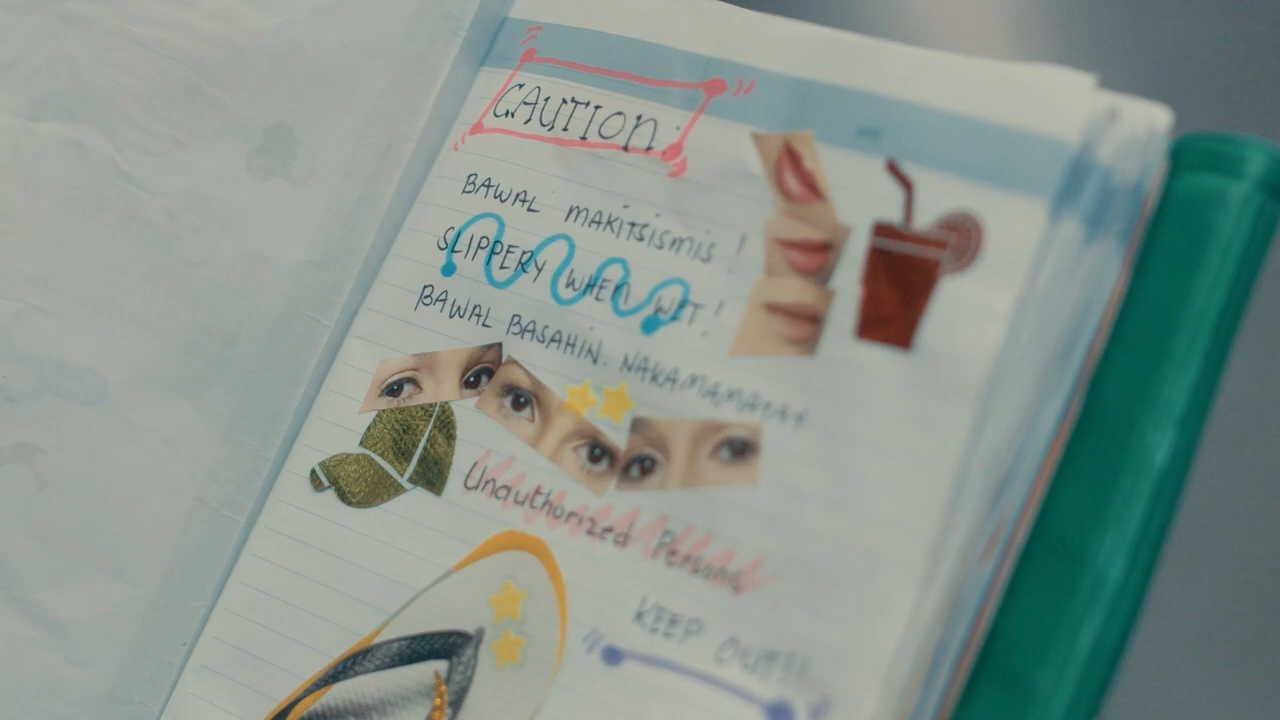 CAUTION
BAWAL MAKITSISMIS !
SLIPPERY WHEN WET!
BAWAL BASAHIN. NAKAMAMATAY
Unauthorized Persons
KEEP OUT!!!